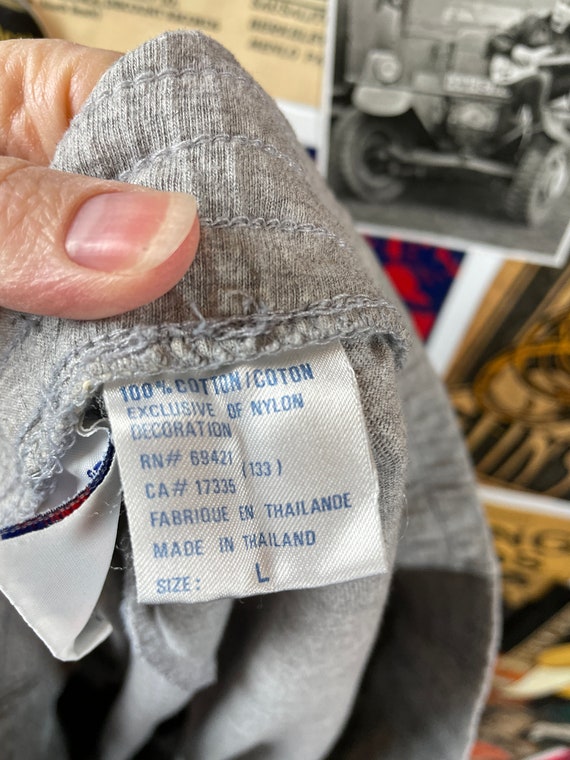 100% COTTON/COTON
EXCLUSIVE OF NYLON
DECORATION
RN# 69421 (133)
CA# 17335
FABRIQUE EN THAILANDE
MADE IN THAILAND
SIZE: L